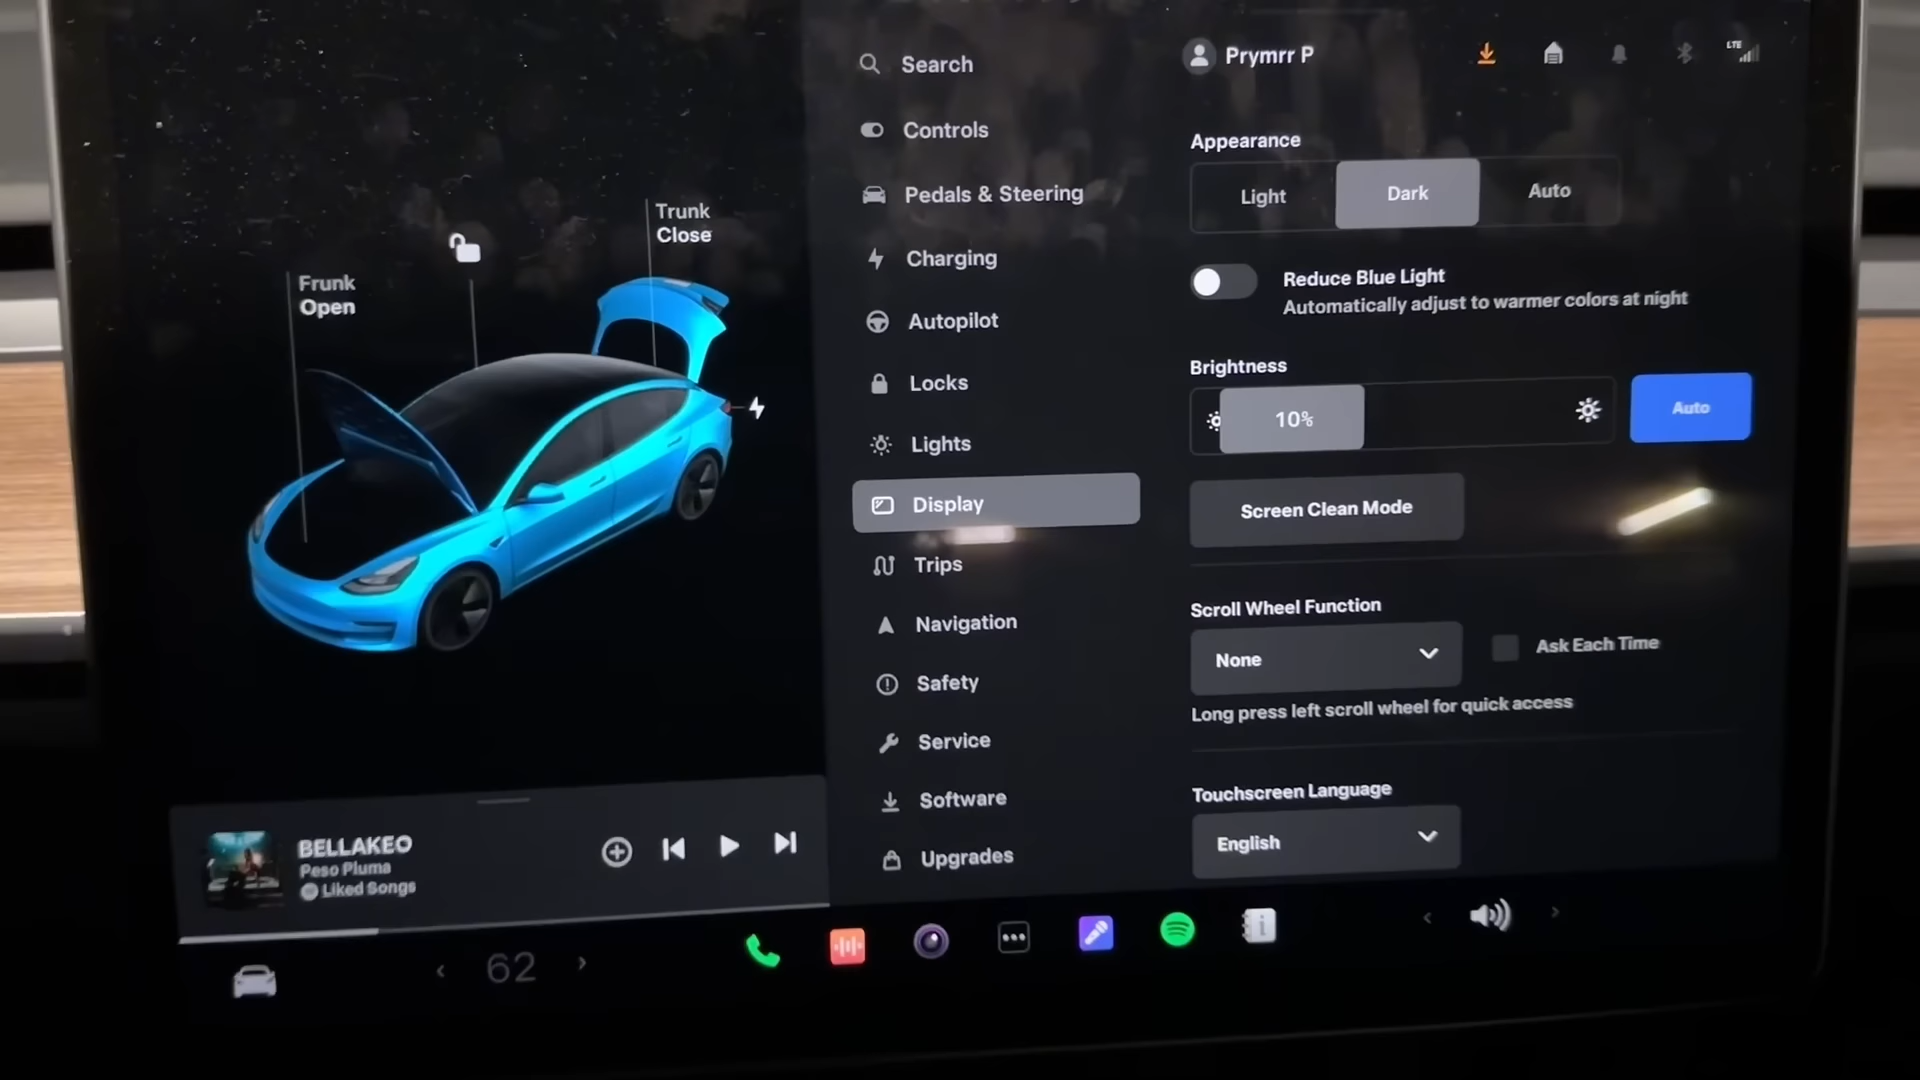 Search
Controls
Pedals & Steering
Charging
Autopilot
Locks
Lights
Display
Trips
Navigation
Safety
Service
Software
Upgrades
Prymrr P
LTE
Appearance
Light
Dark
Auto
Reduce Blue Light
Automatically adjust to warmer colors at night
Brightness
10%
Auto
Screen Clean Mode
Scroll Wheel Function
None
Ask Each Time
Long press left scroll wheel for quick access
Touchscreen Language
English
Trunk
Close
Frunk
Open
BELLAKEO
Peso Pluma
Liked Songs
62